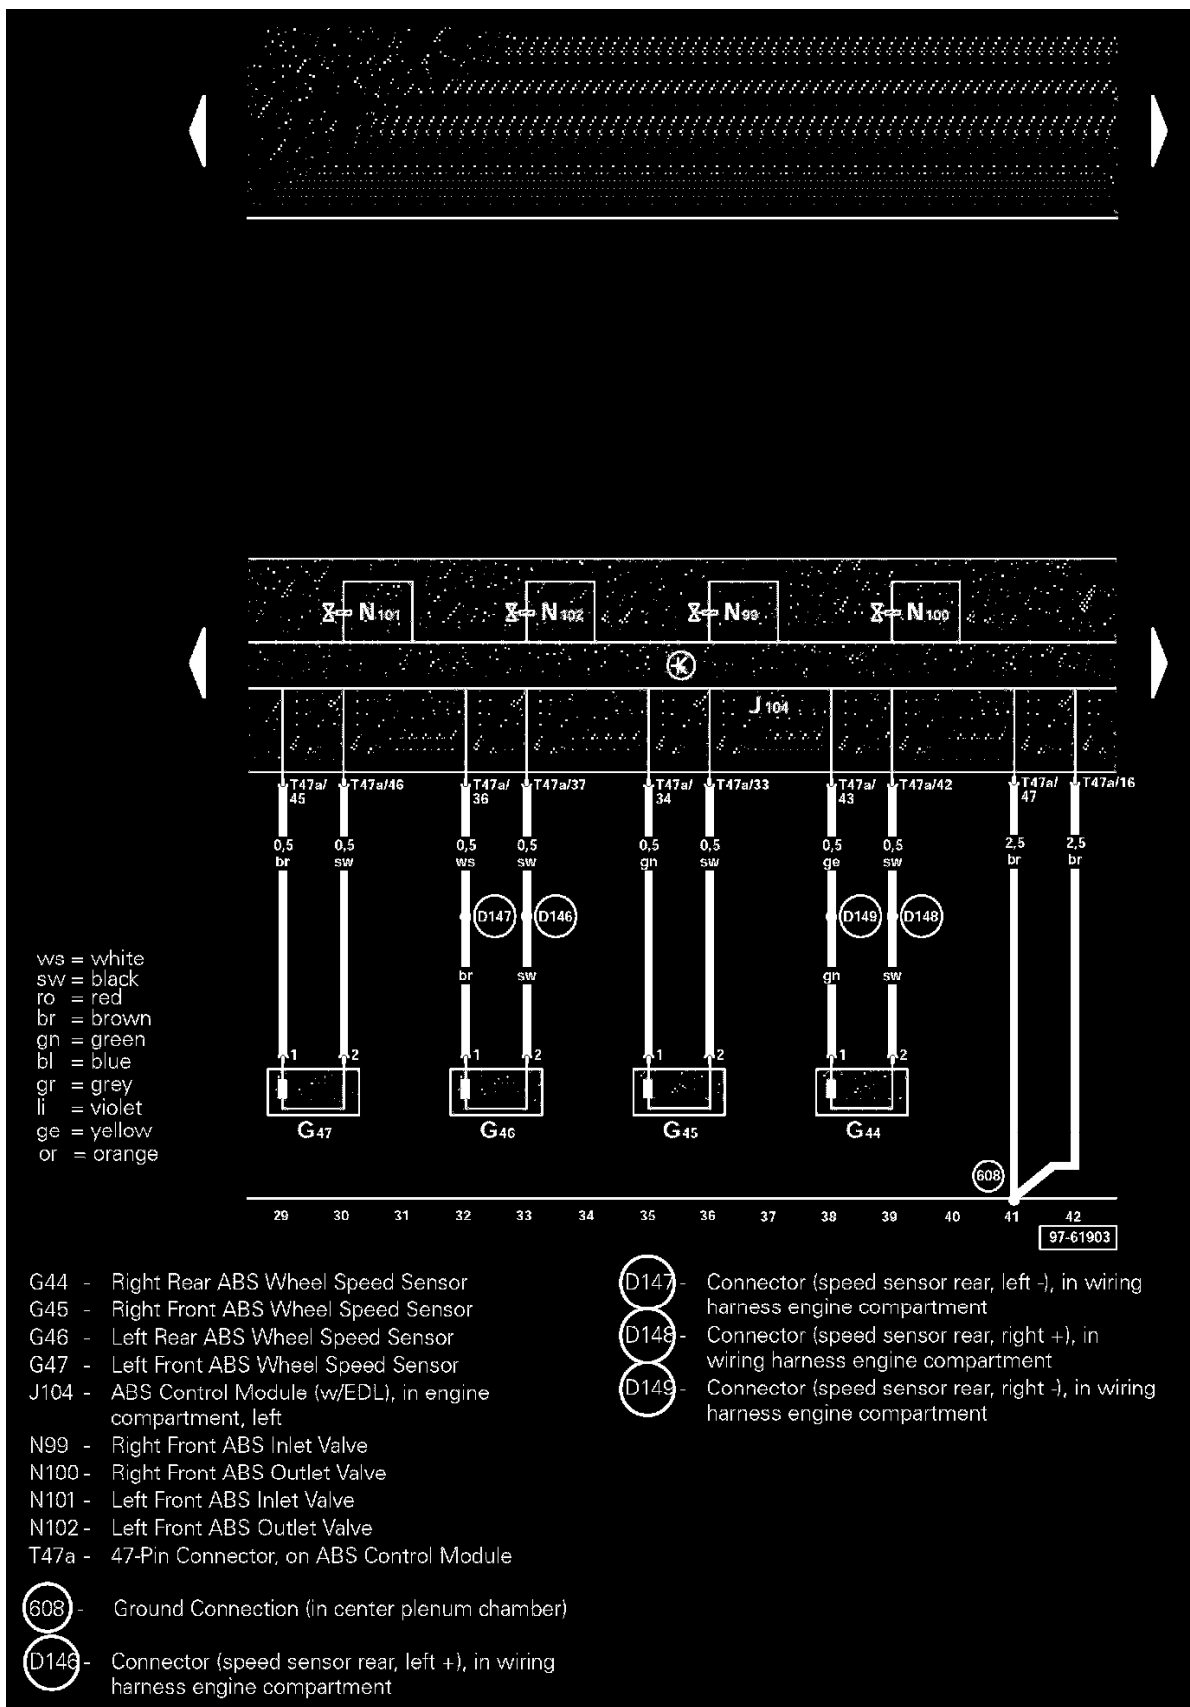 N101 N102 N99 N100
J104
T47a/ T47a/46 T47a/ T47a/37 T47a/ T47a/33 T47a/ T47a/42 T47a/ T47a/16
45 36 34 43 47
0,5 0,5 0,5 0,5 0,5 0,5 0,5 0,5 2,5 2,5
br sw ws sw gn sw ge sw br br
D147 D146 D149 D148
br sw gn sw
ws = white
sw = black
ro = red
br = brown
gn = green
bl = blue
gr = grey
li = violet
ge = yellow
or = orange
1 2 1 2 1 2 1 2
G47 G46 G45 G44
608
29 30 31 32 33 34 35 36 37 38 39 40 41 42
97-61903
G44 - Right Rear ABS Wheel Speed Sensor
G45 - Right Front ABS Wheel Speed Sensor
G46 - Left Rear ABS Wheel Speed Sensor
G47 - Left Front ABS Wheel Speed Sensor
J104 - ABS Control Module (w/EDL), in engine
compartment, left
N99 - Right Front ABS Inlet Valve
N100 - Right Front ABS Outlet Valve
N101 - Left Front ABS Inlet Valve
N102 - Left Front ABS Outlet Valve
T47a - 47-Pin Connector, on ABS Control Module
608 - Ground Connection (in center plenum chamber)
D146 - Connector (speed sensor rear, left +), in wiring
harness engine compartment
D147 - Connector (speed sensor rear, left -), in wiring
harness engine compartment
D148 - Connector (speed sensor rear, right +), in
wiring harness engine compartment
D149 - Connector (speed sensor rear, right -), in wiring
harness engine compartment